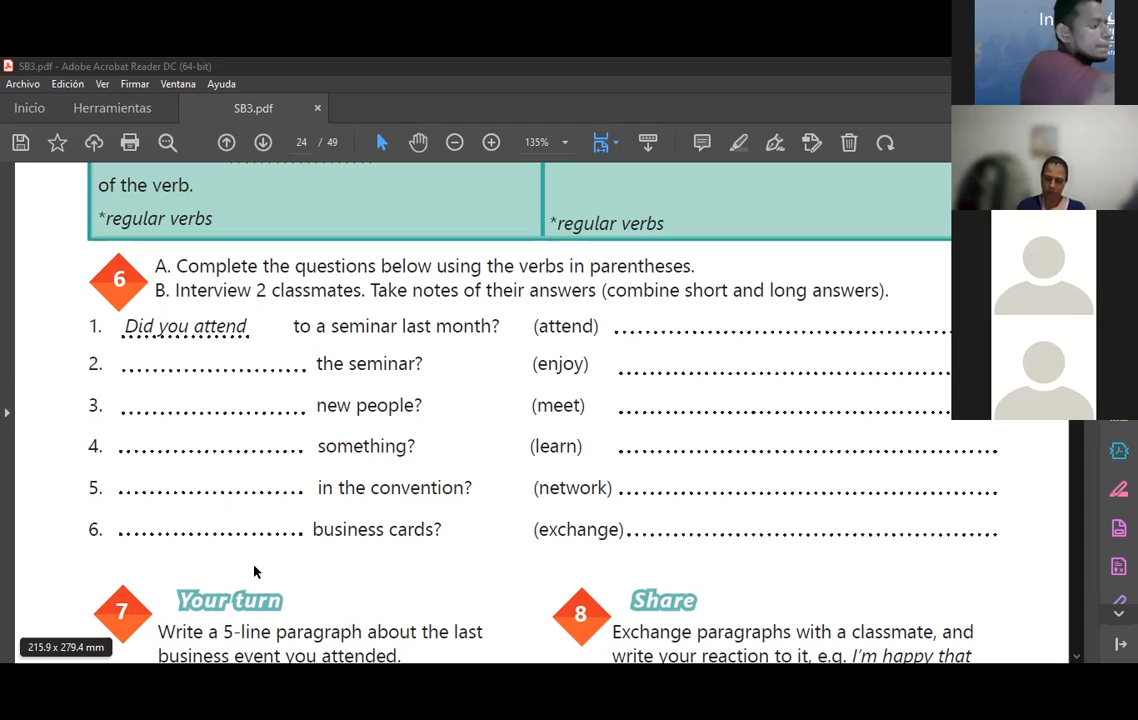 In
SB3.pdf - Adobe Acrobat Reader DC (64-bit)
Archivo Edición Ver Firmar Ventana Ayuda
Inicio Herramientas SB3.pdf ×
24 / 49 135%
of the verb.
*regular verbs *regular verbs
6 A. Complete the questions below using the verbs in parentheses.
B. Interview 2 classmates. Take notes of their answers (combine short and long answers).
1. Did you attend to a seminar last month? (attend)
2. the seminar? (enjoy)
3. new people? (meet)
4. something? (learn)
5. in the convention? (network)
6. business cards? (exchange)
7 Your turn 8 Share
Write a 5-line paragraph about the last Exchange paragraphs with a classmate, and
business event you attended. write your reaction to it, e.g. I'm happy that
215.9 x 279.4 mm